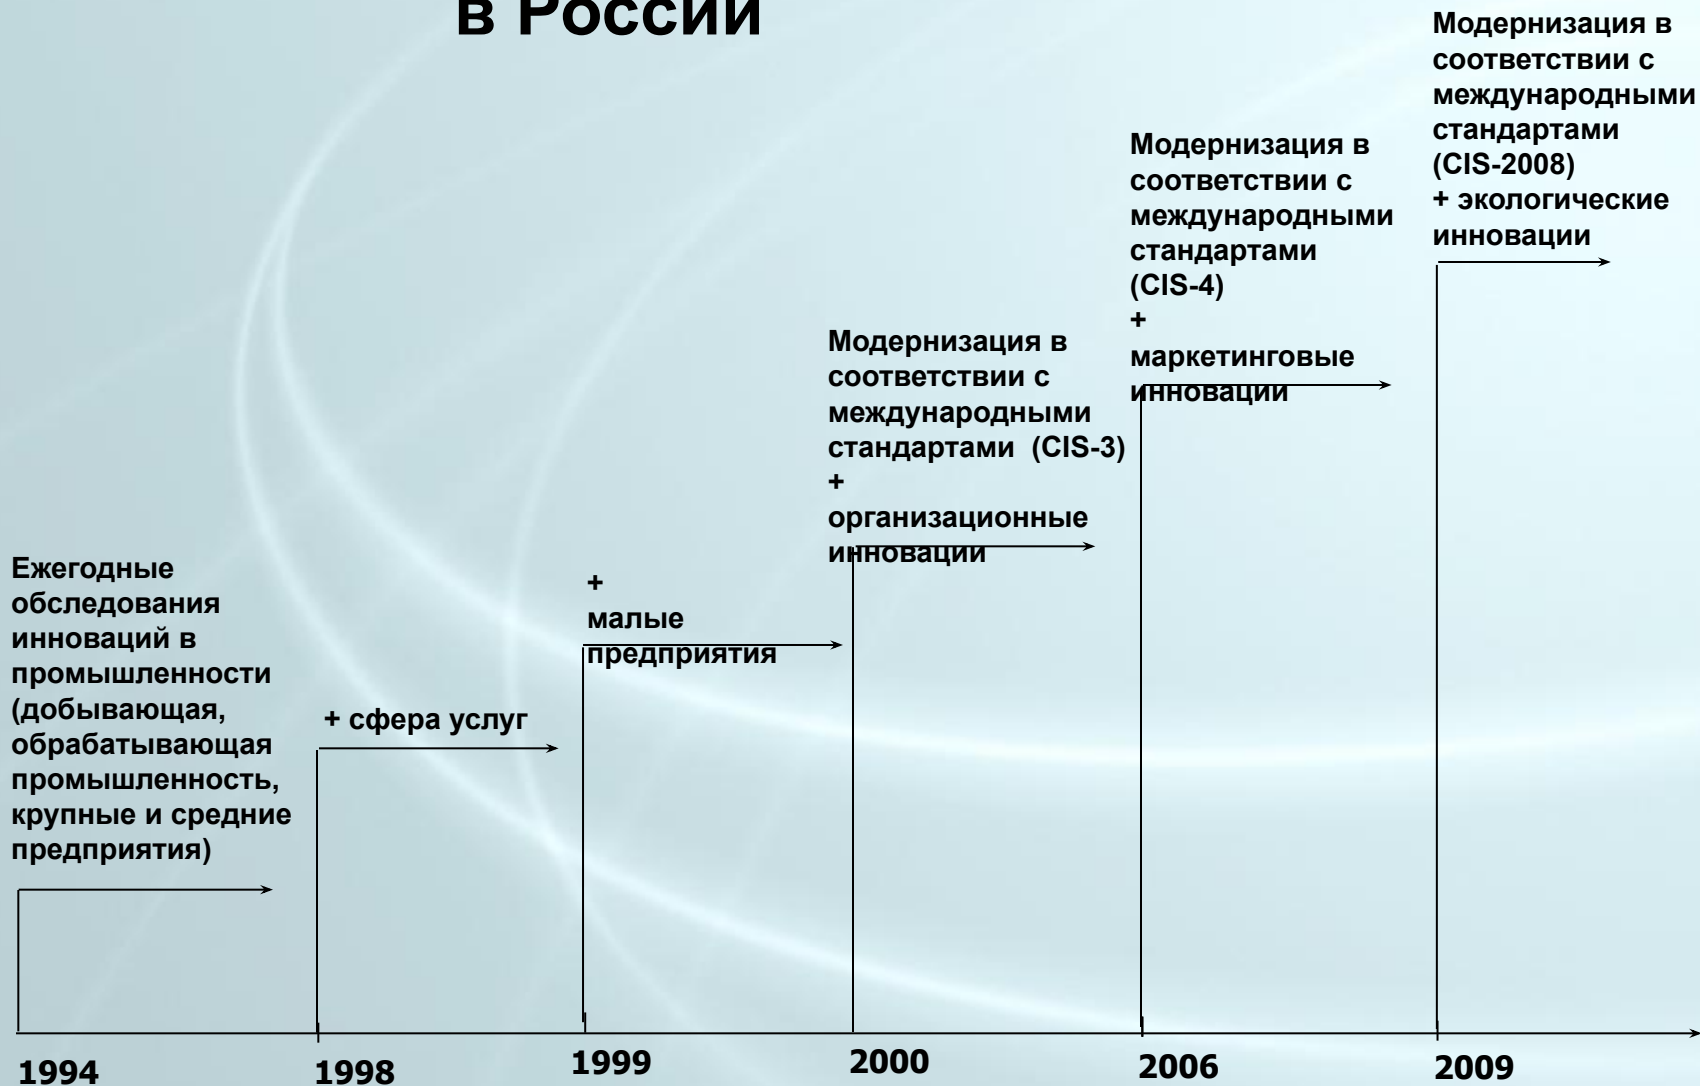 в России
Ежегодные
обследования
инноваций в
промышленности
(добывающая,
обрабатывающая
промышленность,
крупные и средние
предприятия)
+ сфера услуг
+
малые
предприятия
Модернизация в
соответствии с
международными
стандартами (CIS-3)
+
организационные
инновации
Модернизация в
соответствии с
международными
стандартами
(CIS-4)
+
маркетинговые
инновации
Модернизация в
соответствии с
международными
стандартами
(CIS-2008)
+ экологические
инновации
1994
1998
1999
2000
2006
2009